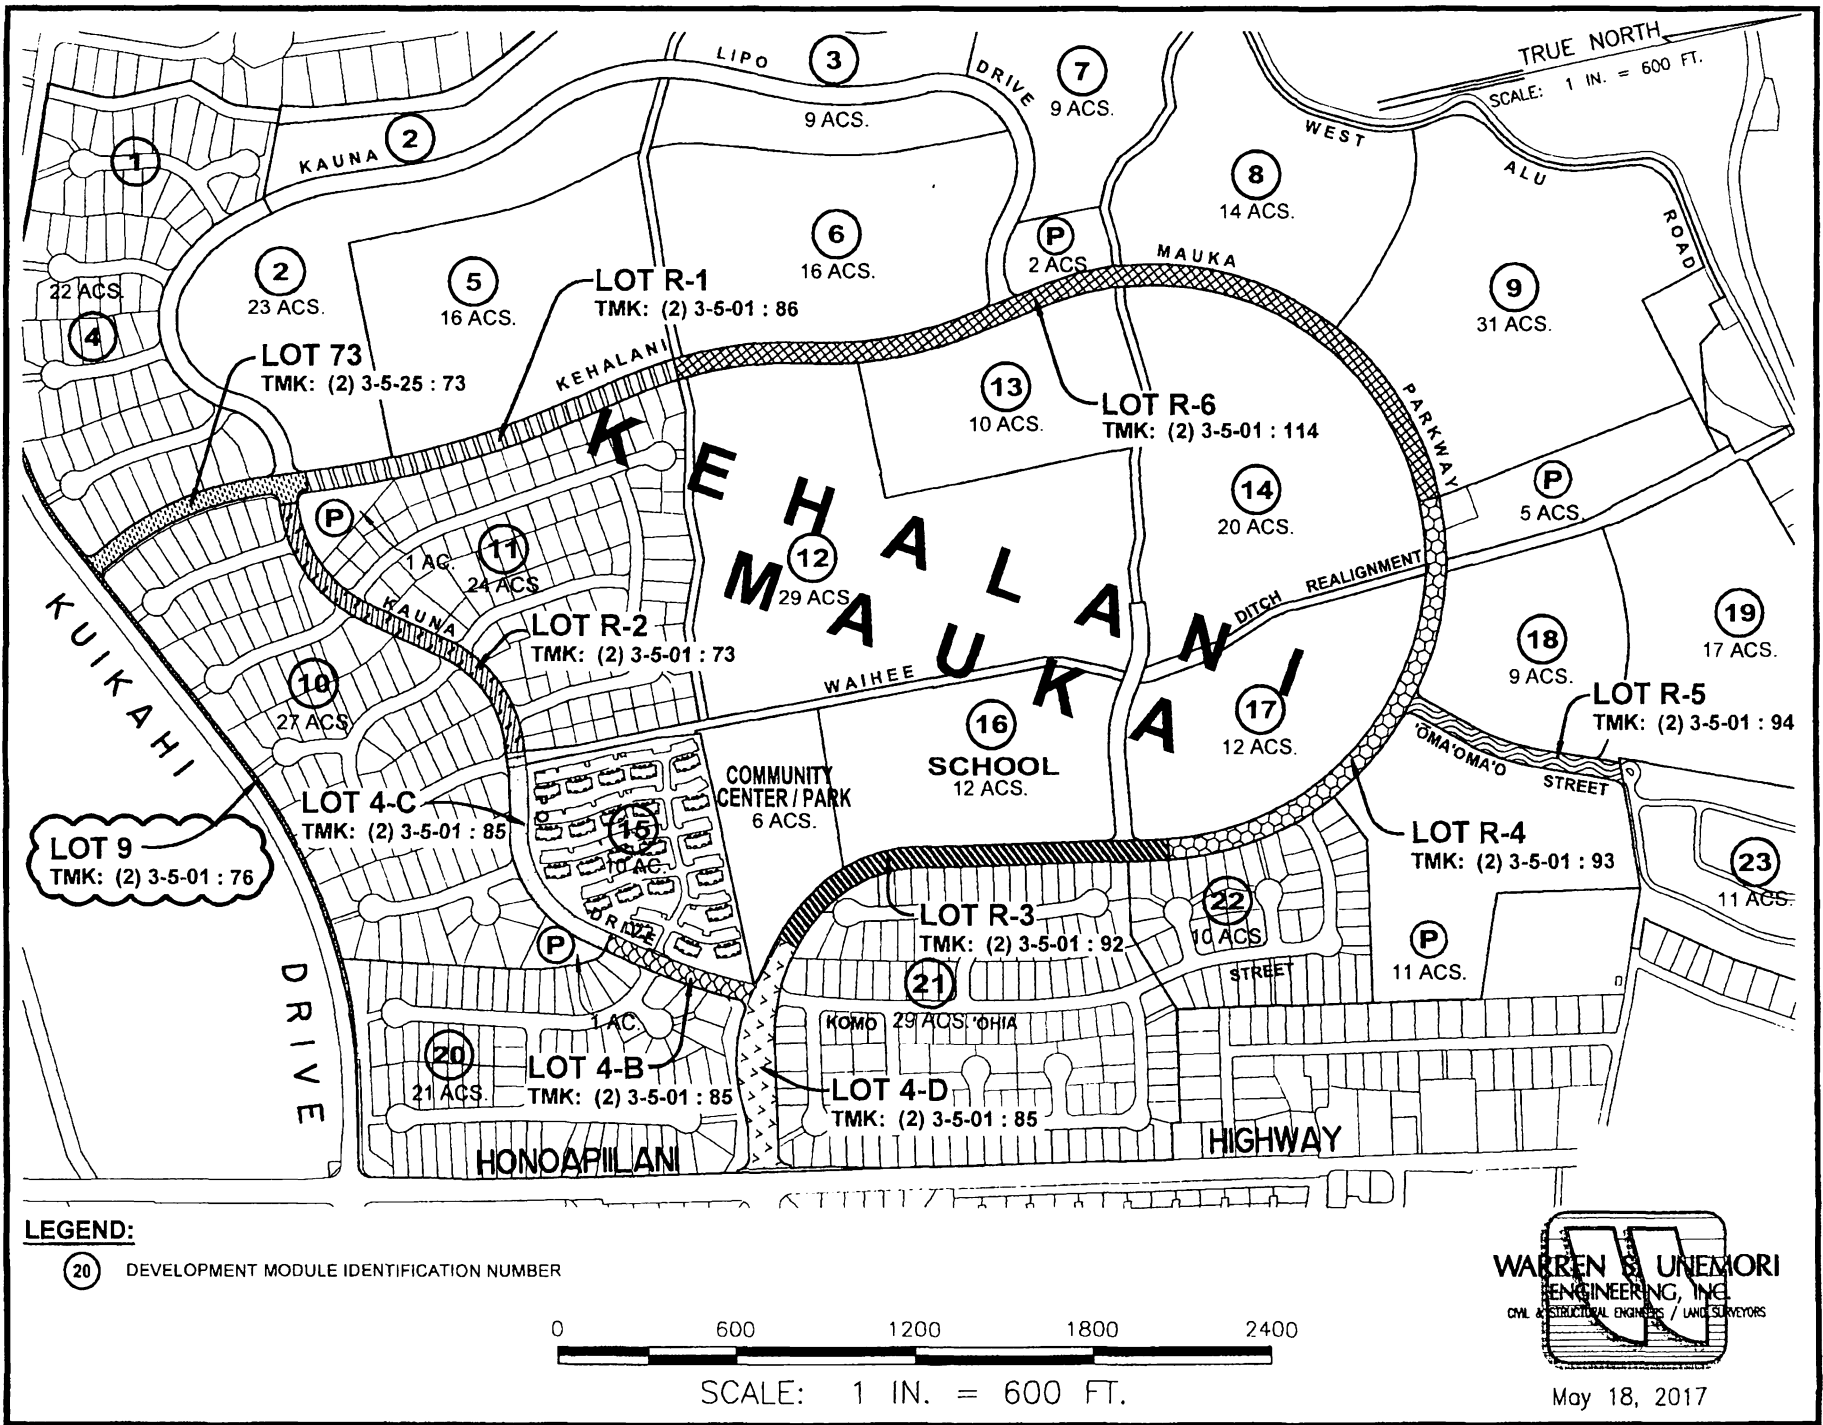 TRUE NORTH
SCALE: 1 IN. = 600 FT.
LIPO
DRIVE
3
9 ACS.
7
9 ACS.
KAUNA
2
1
WEST
ALU
ROAD
8
14 ACS.
P
2 ACS
MAUKA
PARKWAY
9
31 ACS.
6
16 ACS.
5
16 ACS.
2
23 ACS.
22 ACS.
4
LOT R-1
TMK: (2) 3-5-01 : 86
LOT 73
TMK: (2) 3-5-25 : 73
KEHALANI
13
10 ACS.
LOT R-6
TMK: (2) 3-5-01 : 114
14
20 ACS.
P
5 ACS.
P
1 AC.
11
24 ACS
KEHALANI
MAUKA
12
29 ACS
DITCH REALIGNMENT
KAUNA
LOT R-2
TMK: (2) 3-5-01 : 73
WAIHEE
10
27 ACS
KUIKAHI
DRIVE
18
9 ACS.
19
17 ACS.
LOT R-5
TMK: (2) 3-5-01 : 94
'OMA'OMA'O
STREET
17
12 ACS.
16
SCHOOL
12 ACS.
COMMUNITY
CENTER / PARK
6 ACS.
LOT 4-C
TMK: (2) 3-5-01 : 85
15
10 AC.
LOT 9
TMK: (2) 3-5-01 : 76
LOT R-4
TMK: (2) 3-5-01 : 93
23
11 ACS.
22
10 ACS
LOT R-3
TMK: (2) 3-5-01 : 92
DRIVE
P
1 AC.
P
11 ACS.
STREET
21
29 ACS.
KOMO 'OHIA
20
21 ACS.
LOT 4-B
TMK: (2) 3-5-01 : 85
LOT 4-D
TMK: (2) 3-5-01 : 85
HONOAPIILANI
HIGHWAY
LEGEND:
20 DEVELOPMENT MODULE IDENTIFICATION NUMBER
0 600 1200 1800 2400
SCALE: 1 IN. = 600 FT.
WARREN S. UNEMORI
ENGINEERING, INC.
CIVIL & STRUCTURAL ENGINEERS / LAND SURVEYORS
May 18, 2017